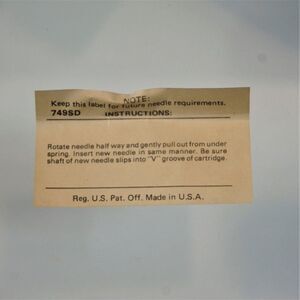 NOTE:
Keep this label for future needle requirements.
749SD INSTRUCTIONS:
Rotate needle half way and gently pull out from under
spring. Insert new needle in same manner. Be sure
shaft of new needle slips into "V" groove of cartridge.
Reg. U.S. Pat. Off. Made in U.S.A.